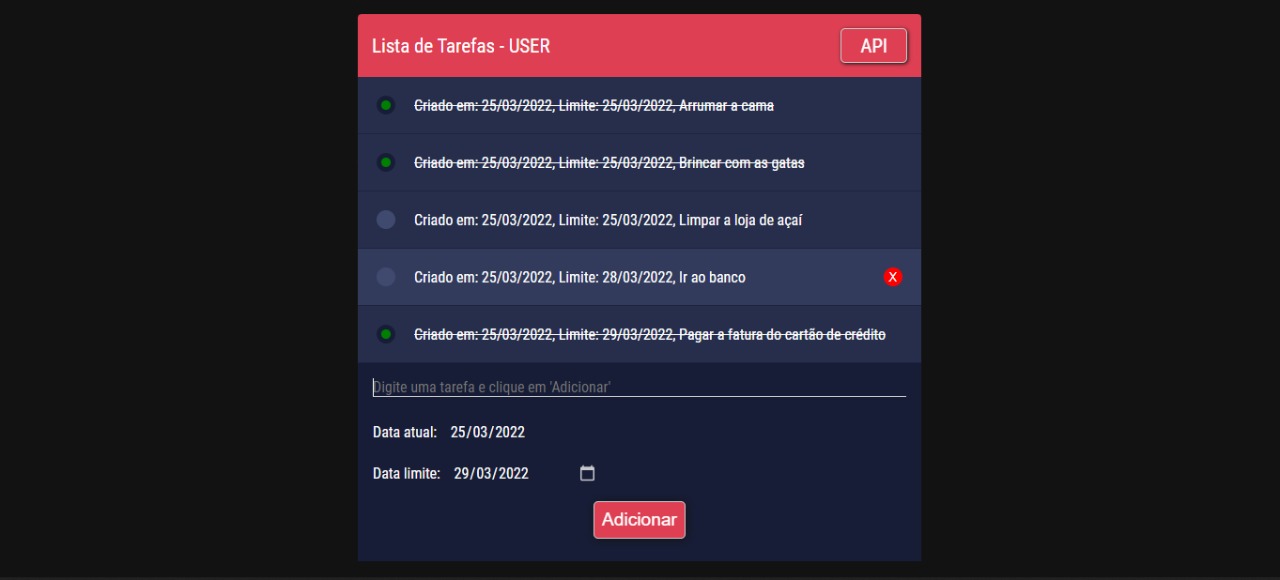 Lista de Tarefas - USER
API
Criado em: 25/03/2022, Limite: 25/03/2022, Arrumar a cama
Criado em: 25/03/2022, Limite: 25/03/2022, Brincar com as gatas
Criado em: 25/03/2022, Limite: 25/03/2022, Limpar a loja de açaí
Criado em: 25/03/2022, Limite: 28/03/2022, Ir ao banco X
Criado em: 25/03/2022, Limite: 29/03/2022, Pagar a fatura do cartão de crédito
Digite uma tarefa e clique em 'Adicionar'
Data atual: 25/03/2022
Data limite: 29/03/2022
Adicionar